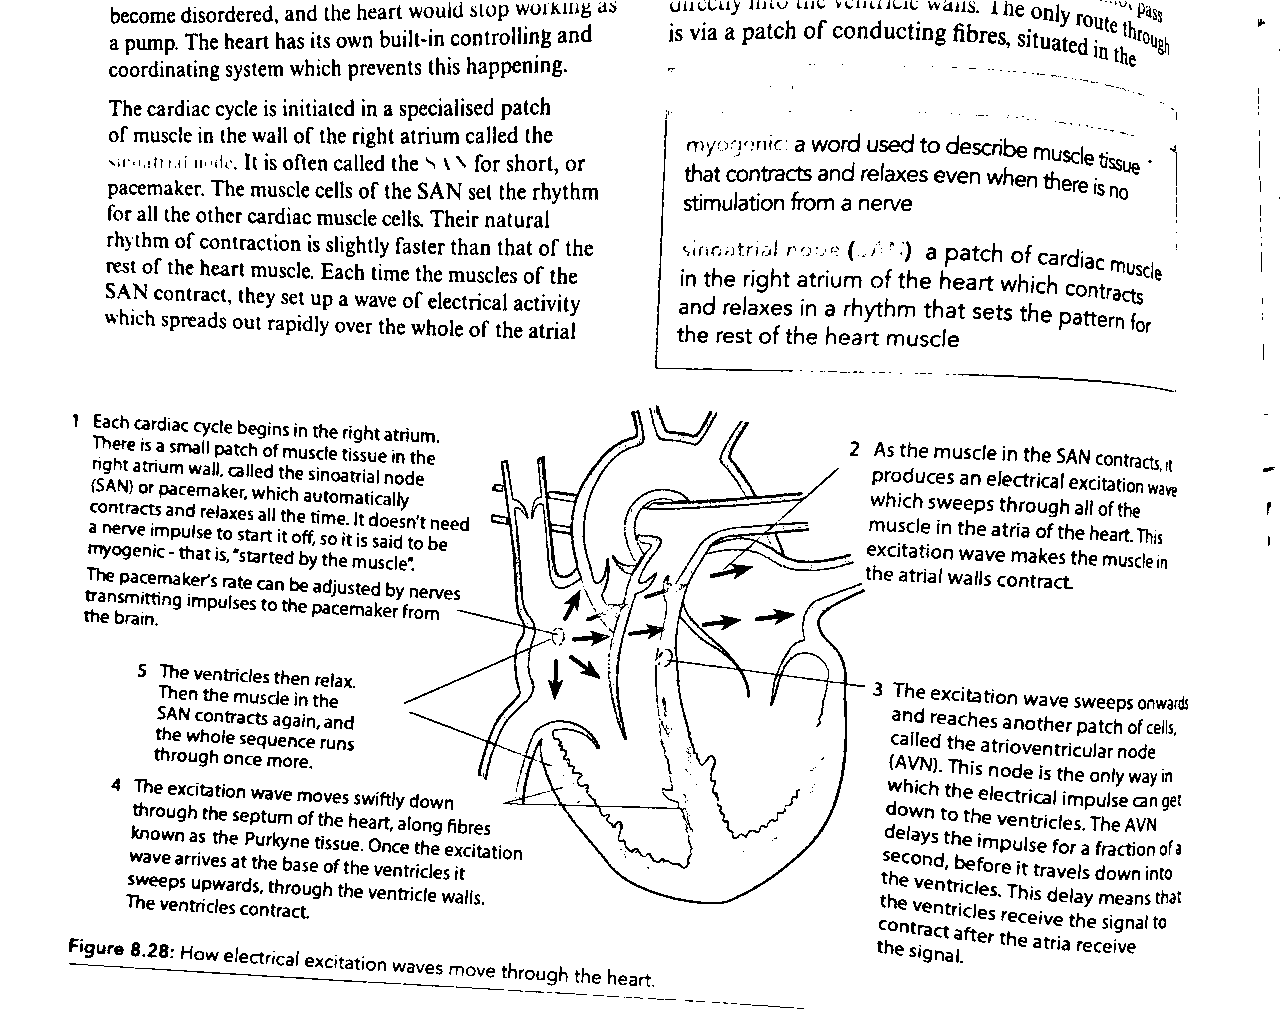 become disordered, and the heart would stop working as
a pump. The heart has its own built-in controlling and
coordinating system which prevents this happening.
The cardiac cycle is initiated in a specialised patch
of muscle in the wall of the right atrium called the
sinoatrial node. It is often called the SAN for short, or
pacemaker. The muscle cells of the SAN set the rhythm
for all the other cardiac muscle cells. Their natural
rhythm of contraction is slightly faster than that of the
rest of the heart muscle. Each time the muscles of the
SAN contract, they set up a wave of electrical activity
which spreads out rapidly over the whole of the atrial
pass
directly into the ventricle walls. The only route through
is via a patch of conducting fibres, situated in the
myogenic: a word used to describe muscle tissue
that contracts and relaxes even when there is no
stimulation from a nerve
sinoatrial node (SAN) a patch of cardiac muscle
in the right atrium of the heart which contracts
and relaxes in a rhythm that sets the pattern for
the rest of the heart muscle
1 Each cardiac cycle begins in the right atrium.
There is a small patch of muscle tissue in the
right atrium wall, called the sinoatrial node
(SAN) or pacemaker, which automatically
contracts and relaxes all the time. It doesn't need
a nerve impulse to start it off, so it is said to be
myogenic - that is, "started by the muscle".
The pacemaker's rate can be adjusted by nerves
transmitting impulses to the pacemaker from
the brain.
2 As the muscle in the SAN contracts, it
produces an electrical excitation wave
which sweeps through all of the
muscle in the atria of the heart. This
excitation wave makes the muscle in
the atrial walls contract.
3 The excitation wave sweeps onwards
and reaches another patch of cells,
called the atrioventricular node
(AVN). This node is the only way in
which the electrical impulse can get
down to the ventricles. The AVN
delays the impulse for a fraction of a
second, before it travels down into
the ventricles. This delay means that
the ventricles receive the signal to
contract after the atria receive
the signal.
5 The ventricles then relax.
Then the muscle in the
SAN contracts again, and
the whole sequence runs
through once more.
4 The excitation wave moves swiftly down
through the septum of the heart, along fibres
known as the Purkyne tissue. Once the excitation
wave arrives at the base of the ventricles it
sweeps upwards, through the ventricle walls.
The ventricles contract.
Figure 8.28: How electrical excitation waves move through the heart.